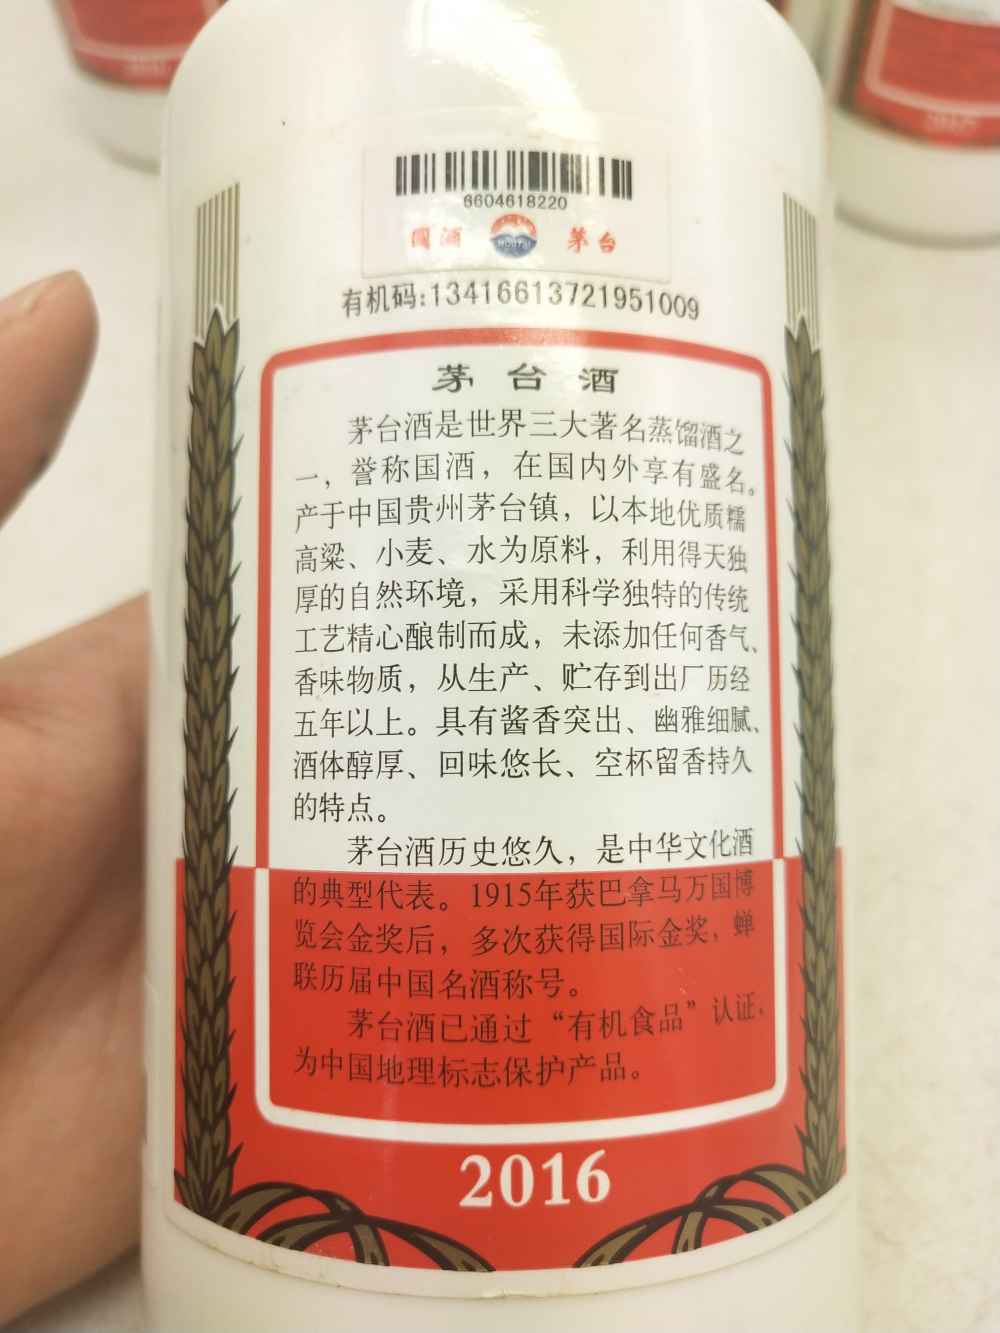 6604618220
國酒 茅台
有机码:13416613721951009
茅台酒
茅台酒是世界三大著名蒸馏酒之
一，誉称国酒，在国内外享有盛名。
产于中国贵州茅台镇，以本地优质糯
高粱、小麦、水为原料，利用得天独
厚的自然环境，采用科学独特的传统
工艺精心酿制而成，未添加任何香气、
香味物质，从生产、贮存到出厂历经
五年以上。具有酱香突出、幽雅细腻、
酒体醇厚、回味悠长、空杯留香持久
的特点。
茅台酒历史悠久，是中华文化酒
的典型代表。1915年获巴拿马万国博
览会金奖后，多次获得国际金奖，蝉
联历届中国名酒称号。
茅台酒已通过“有机食品”认证，
为中国地理标志保护产品。
2016